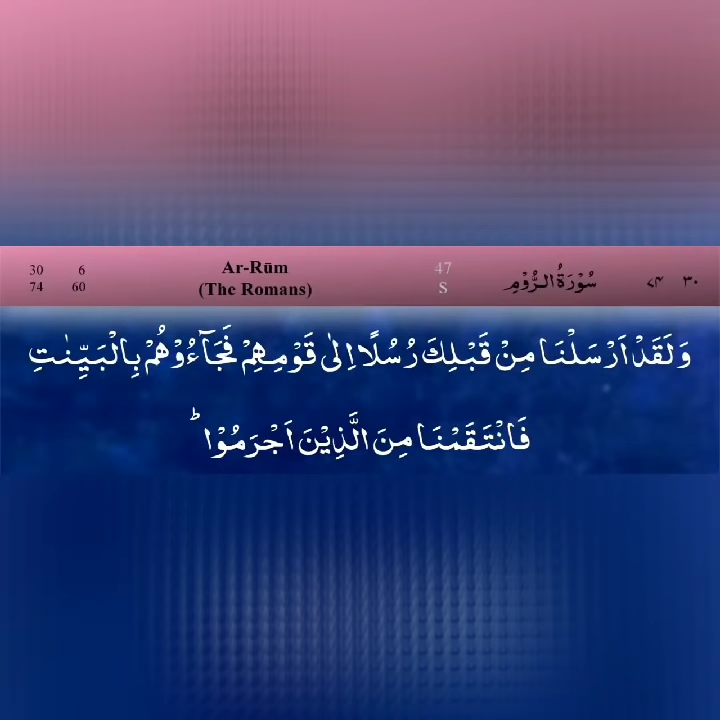 30 6 Ar-Rūm 47 سُوْرَةُ الرُّوْمِ ٣٠
74 60 (The Romans) S
وَلَقَدْ اَرْسَلْنَا مِنْ قَبْلِكَ رُسُلًا اِلٰى قَوْمِهِمْ فَجَآءُوْهُمْ بِالْبَيِّنٰتِ
فَانْتَقَمْنَا مِنَ الَّذِيْنَ اَجْرَمُوْا ؕ